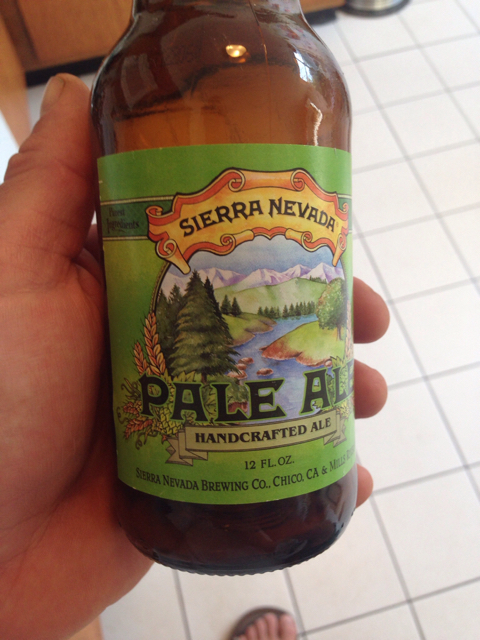 SIERRA NEVADA
PALE AL
HANDCRAFTED ALE
12 FL. OZ.
SIERRA NEVADA BREWING CO., CHICO, CA & MILLS